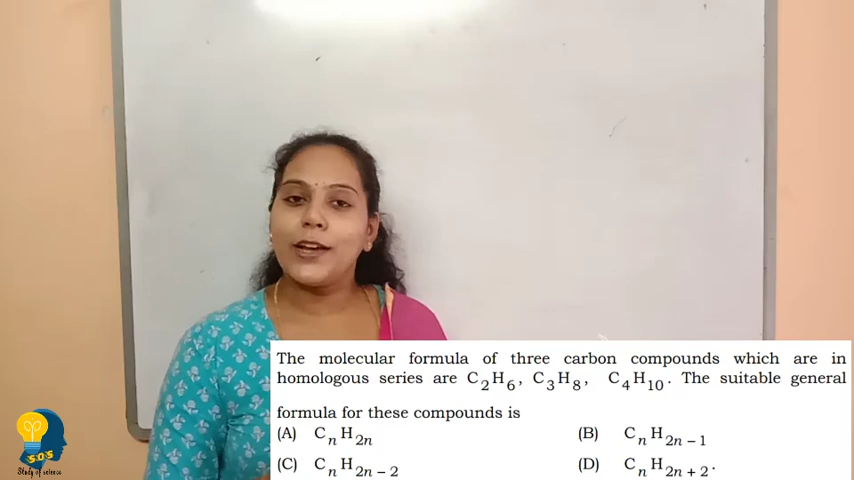 The molecular formula of three carbon compounds which are in
homologous series are C₂H₆, C₃H₈, C₄H₁₀. The suitable general
formula for these compounds is
(A) CₙH₂ₙ (B) CₙH₂ₙ₋₁
(C) CₙH₂ₙ₋₂ (D) CₙH₂ₙ₊₂.
S.O.S
Study of science